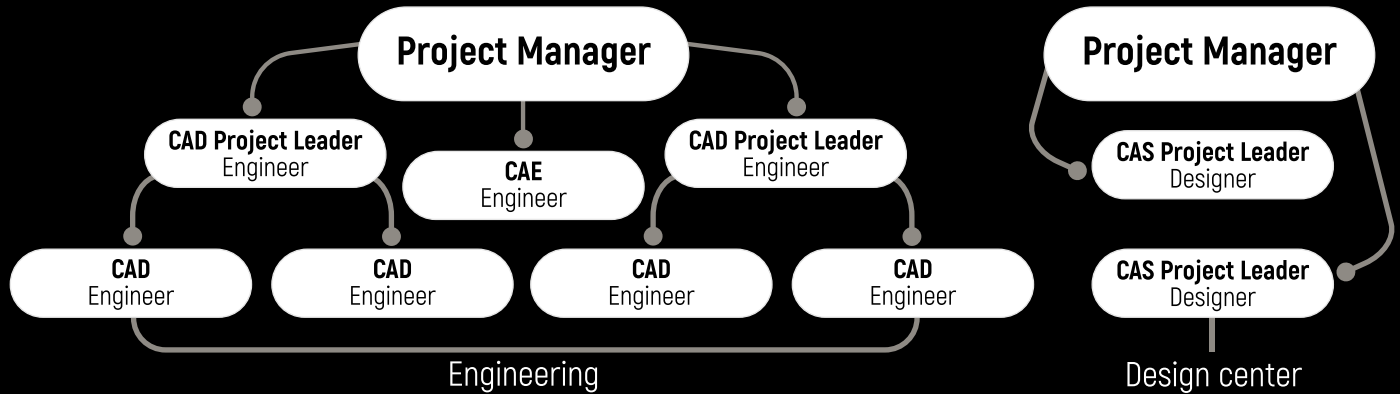 Project Manager
CAD Project Leader
Engineer
CAE
Engineer
CAD Project Leader
Engineer
CAD
Engineer
CAD
Engineer
CAD
Engineer
CAD
Engineer
Engineering
Project Manager
CAS Project Leader
Designer
CAS Project Leader
Designer
Design center